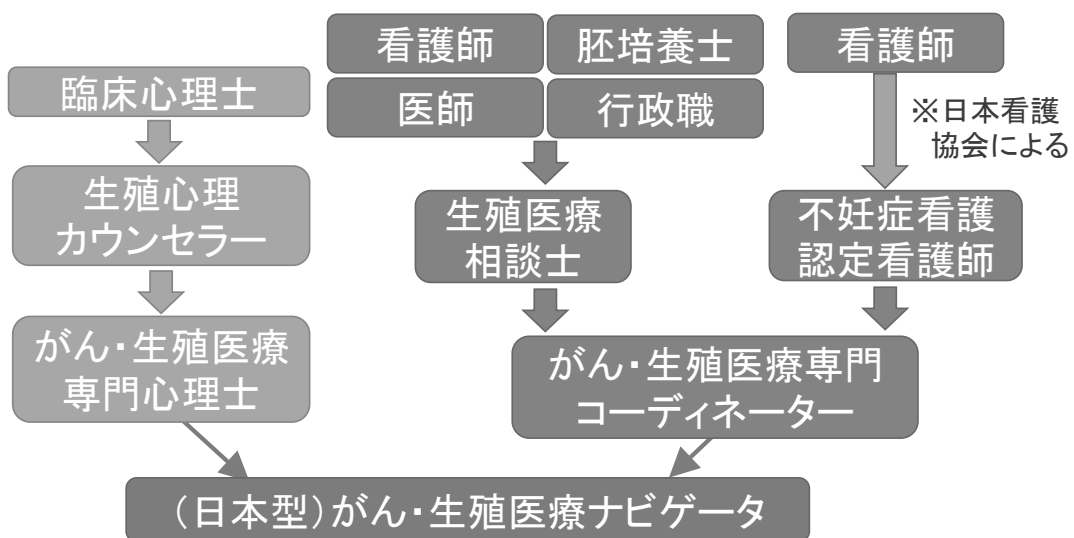 看護師
胚培養士
看護師
臨床心理士
医師
行政職
※日本看護
協会による
生殖心理
カウンセラー
生殖医療
相談士
不妊症看護
認定看護師
がん・生殖医療
専門心理士
がん・生殖医療専門
コーディネーター
（日本型）がん・生殖医療ナビゲータ